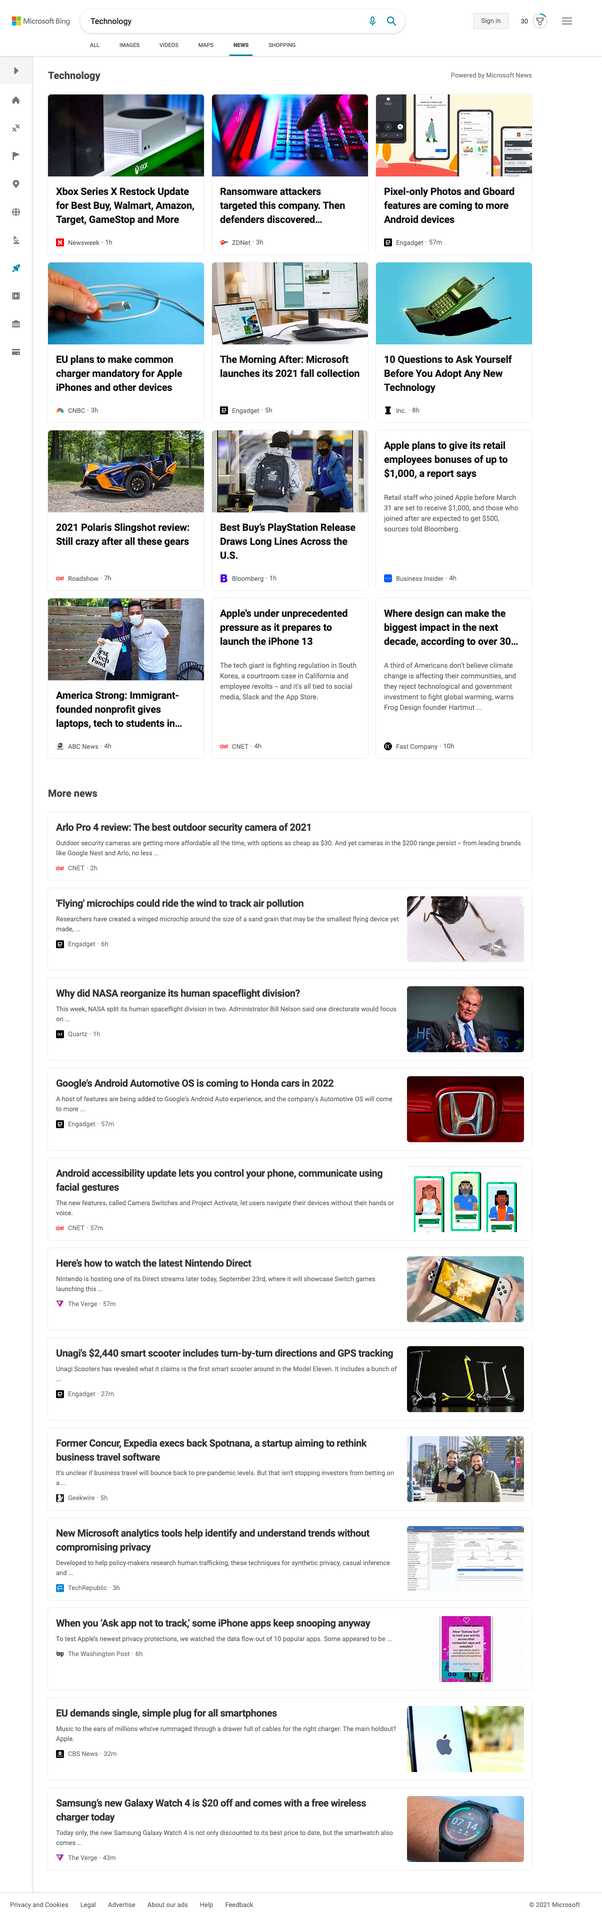 Microsoft Bing
Technology
Sign in
30
ALL
IMAGES
VIDEOS
MAPS
NEWS
SHOPPING
Technology
Powered by Microsoft News
XBOX
Xbox Series X Restock Update
for Best Buy, Walmart, Amazon,
Target, GameStop and More
Newsweek · 1h
Ransomware attackers
targeted this company. Then
defenders discovered...
ZDNet · 3h
Pixel-only Photos and Gboard
features are coming to more
Android devices
Engadget · 57m
EU plans to make common
charger mandatory for Apple
iPhones and other devices
CNBC · 3h
The Morning After: Microsoft
launches its 2021 fall collection
Engadget · 5h
10 Questions to Ask Yourself
Before You Adopt Any New
Technology
Inc. · 8h
2021 Polaris Slingshot review:
Still crazy after all these gears
Roadshow · 7h
Best Buy's PlayStation Release
Draws Long Lines Across the
U.S.
Bloomberg · 1h
Apple plans to give its retail
employees bonuses of up to
$1,000, a report says
Retail staff who joined Apple before March
31 are set to receive $1,000, and those who
joined after are expected to get $500,
sources told Bloomberg.
Business Insider · 4h
America Strong: Immigrant-
founded nonprofit gives
laptops, tech to students in...
ABC News · 4h
Apple's under unprecedented
pressure as it prepares to
launch the iPhone 13
The tech giant is fighting regulation in South
Korea, a courtroom case in California and
employee revolts – and it's all tied to social
media, Slack and the App Store.
CNET · 4h
Where design can make the
biggest impact in the next
decade, according to over 30...
A third of Americans don't believe climate
change is affecting their communities, and
they reject technological and government
investment to fight global warming, warns
Frog Design founder Hartmut ...
Fast Company · 10h
More news
Arlo Pro 4 review: The best outdoor security camera of 2021
Outdoor security cameras are getting more affordable all the time, with options as cheap as $30. And yet cameras in the $200 range persist – from leading brands
like Google Nest and Arlo, no less ...
CNET · 2h
'Flying' microchips could ride the wind to track air pollution
Researchers have created a winged microchip around the size of a sand grain that may be the smallest flying device yet
made, ...
Engadget · 6h
Why did NASA reorganize its human spaceflight division?
This week, NASA split its human spaceflight division in two. Administrator Bill Nelson said one directorate would focus
on ...
Quartz · 1h
Google's Android Automotive OS is coming to Honda cars in 2022
A host of features are being added to Google's Android Auto experience, and the company's Automotive OS will come
to more ...
Engadget · 57m
Android accessibility update lets you control your phone, communicate using
facial gestures
The new features, called Camera Switches and Project Activate, let users navigate their devices without their hands or
voice.
CNET · 57m
Here's how to watch the latest Nintendo Direct
Nintendo is hosting one of its Direct streams later today, September 23rd, where it will showcase Switch games
launching this ...
The Verge · 57m
Unagi's $2,440 smart scooter includes turn-by-turn directions and GPS tracking
Unagi Scooters has revealed what it claims is the first smart scooter around in the Model Eleven. It includes a bunch of
...
Engadget · 27m
Former Concur, Expedia execs back Spotnana, a startup aiming to rethink
business travel software
It's unclear if business travel will bounce back to pre-pandemic levels. But that isn't stopping investors from betting on
a ...
Geekwire · 5h
New Microsoft analytics tools help identify and understand trends without
compromising privacy
Developed to help policy-makers research human trafficking, these techniques for synthetic privacy, casual inference
and ...
TechRepublic · 3h
When you 'Ask app not to track,' some iPhone apps keep snooping anyway
To test Apple's newest privacy protections, we watched the data flow out of 10 popular apps. Some appeared to be ...
The Washington Post · 6h
EU demands single, simple plug for all smartphones
Music to the ears of millions who've rummaged through a drawer full of cables for the right charger. The main holdout?
Apple.
CBS News · 32m
Samsung's new Galaxy Watch 4 is $20 off and comes with a free wireless
charger today
Today only, the new Samsung Galaxy Watch 4 is not only discounted to its best price to date, but the smartwatch also
comes ...
The Verge · 43m
Privacy and Cookies
Legal
Advertise
About our ads
Help
Feedback
© 2021 Microsoft